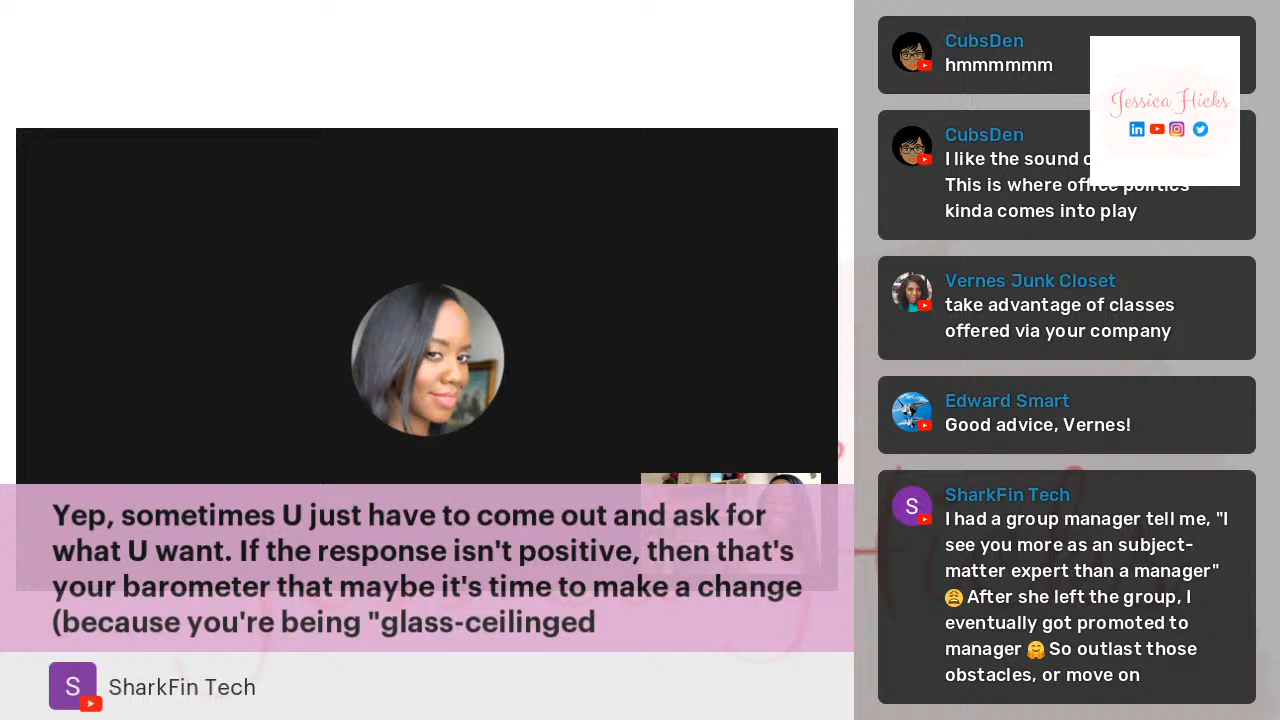 Yep, sometimes U just have to come out and ask for
what U want. If the response isn't positive, then that's
your barometer that maybe it's time to make a change
(because you're being "glass-ceilinged
S
SharkFin Tech
CubsDen
hmmmmmm
Jessica Hicks
CubsDen
I like the sound
This is where office politics
kinda comes into play
Vernes Junk Closet
take advantage of classes
offered via your company
Edward Smart
Good advice, Vernes!
S
SharkFin Tech
I had a group manager tell me, "I
see you more as an subject-
matter expert than a manager"
😩 After she left the group, I
eventually got promoted to
manager 🤗 So outlast those
obstacles, or move on